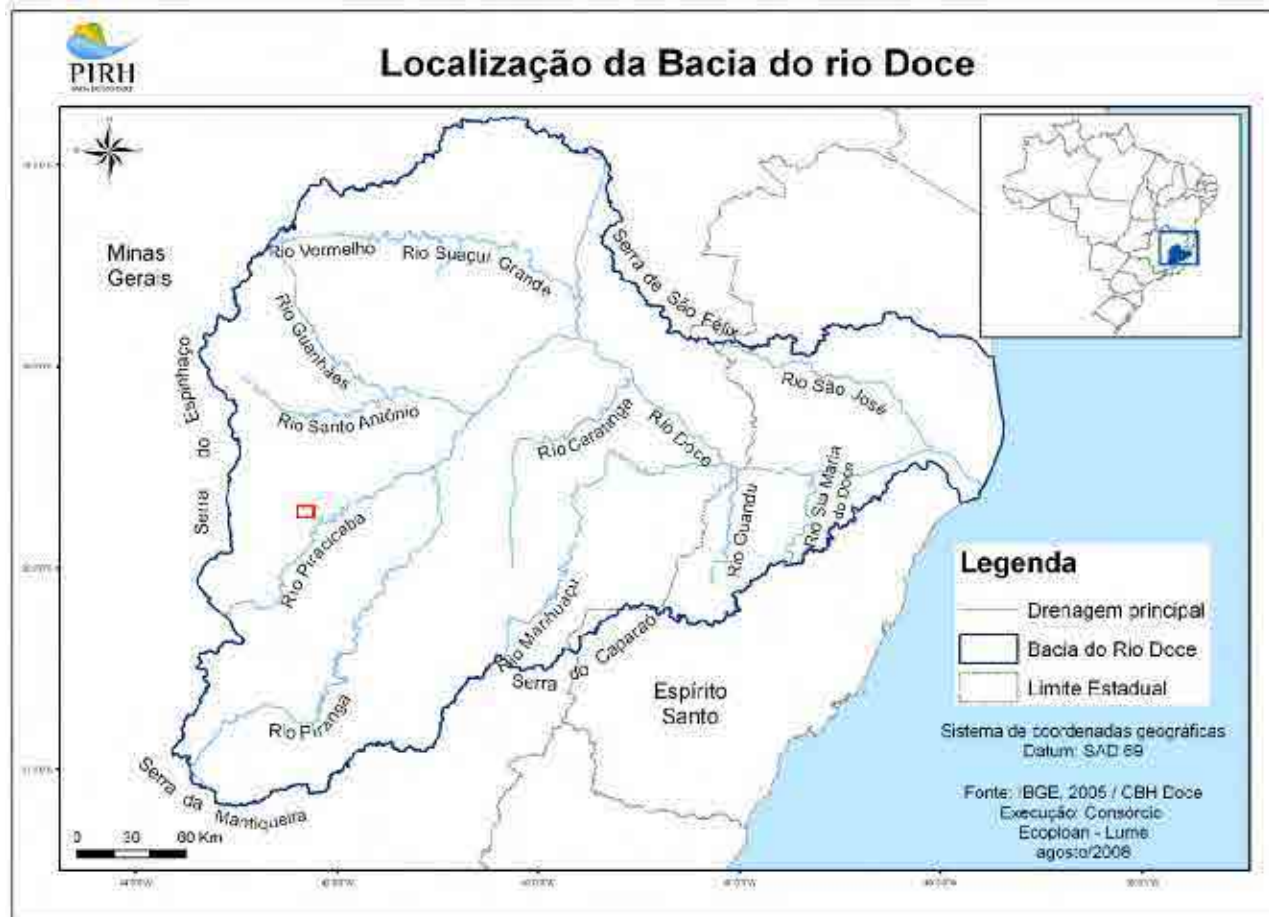 PIRH
Localização da Bacia do rio Doce
Minas
Gerais
Rio Vermelho
Rio Suaçuí Grande
Serra de São Félix
Rio Guanhães
Serra do Espinhaço
Rio Santo Antônio
Rio Caratinga
Rio Doce
Rio São José
Rio Piracicaba
Rio Guandu
Rio Sta Maria
do Doce
Rio Manhuaçu
Serra do Caparaó
Rio Piranga
Espírito
Santo
Serra da Mantiqueira
0 30 60 Km
Legenda
Drenagem principal
Bacia do Rio Doce
Limite Estadual
Sistema de coordenadas geográficas
Datum: SAD 69
Fonte: IBGE, 2005 / CBH Doce
Execução: Consórcio
Ecoplan - Lume
agosto/2008